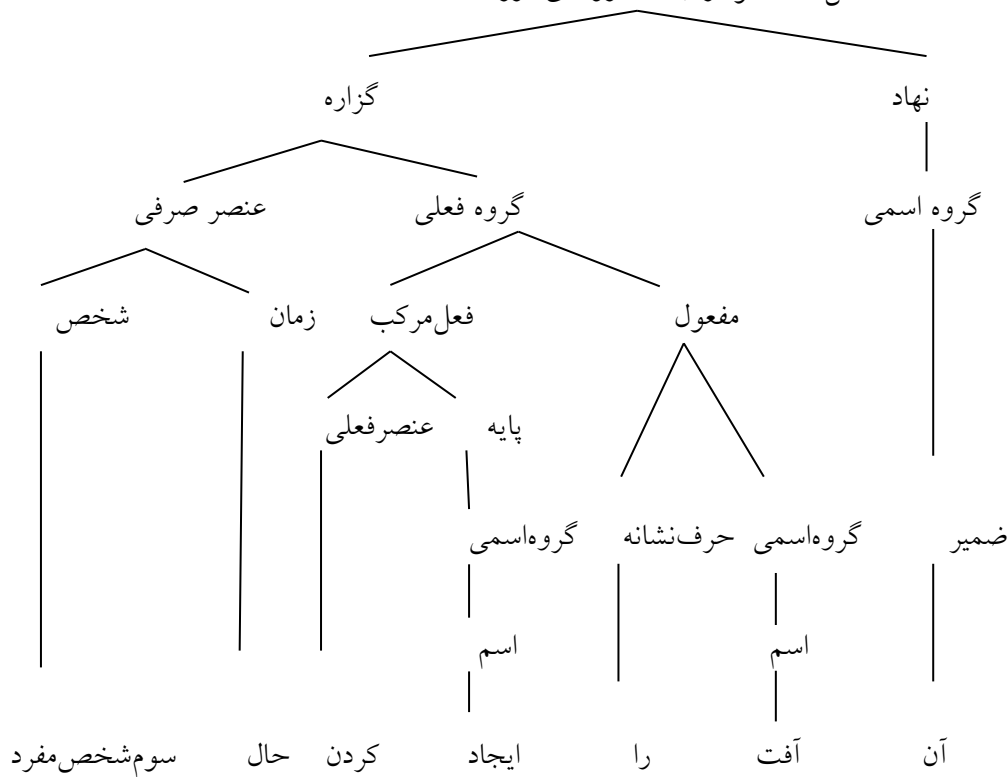 نهاد گزاره
گروه اسمی گروه فعلی عنصر صرفی
مفعول فعل‌مرکب زمان شخص
پایه عنصرفعلی
ضمیر گروه‌اسمی حرف‌نشانه گروه‌اسمی
اسم اسم
آن آفت را ایجاد کردن حال سوم‌شخص‌مفرد